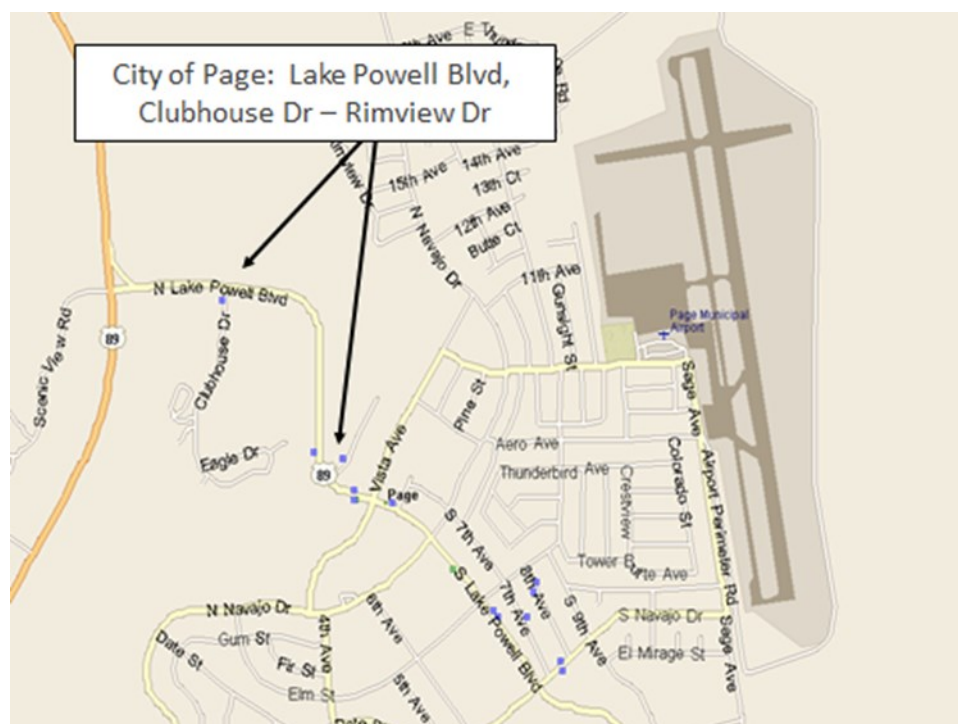 City of Page: Lake Powell Blvd,
Clubhouse Dr – Rimview Dr
15th Ave
14th Ave
13th Ct
12th Ave
Butte Ct
N Navajo Dr
11th Ave
Gunsight St
N Lake Powell Blvd
89
Scenic View Rd
Clubhouse Dr
Eagle Dr
Page Municipal
Airport
Pine St
Vista Ave
Sage Ave
Aero Ave
Thunderbird Ave
Crestview
Colorado St
Airport Perimeter Rd
89
Page
S 7th Ave
Tower Butte Ave
8th Ave
7th Ave
S 9th Ave
S Lake Powell Blvd
S Navajo Dr
El Mirage St
Sage Ave
N Navajo Dr
6th Ave
4th Ave
Gum St
Date St
Fir St
Elm St
5th Ave